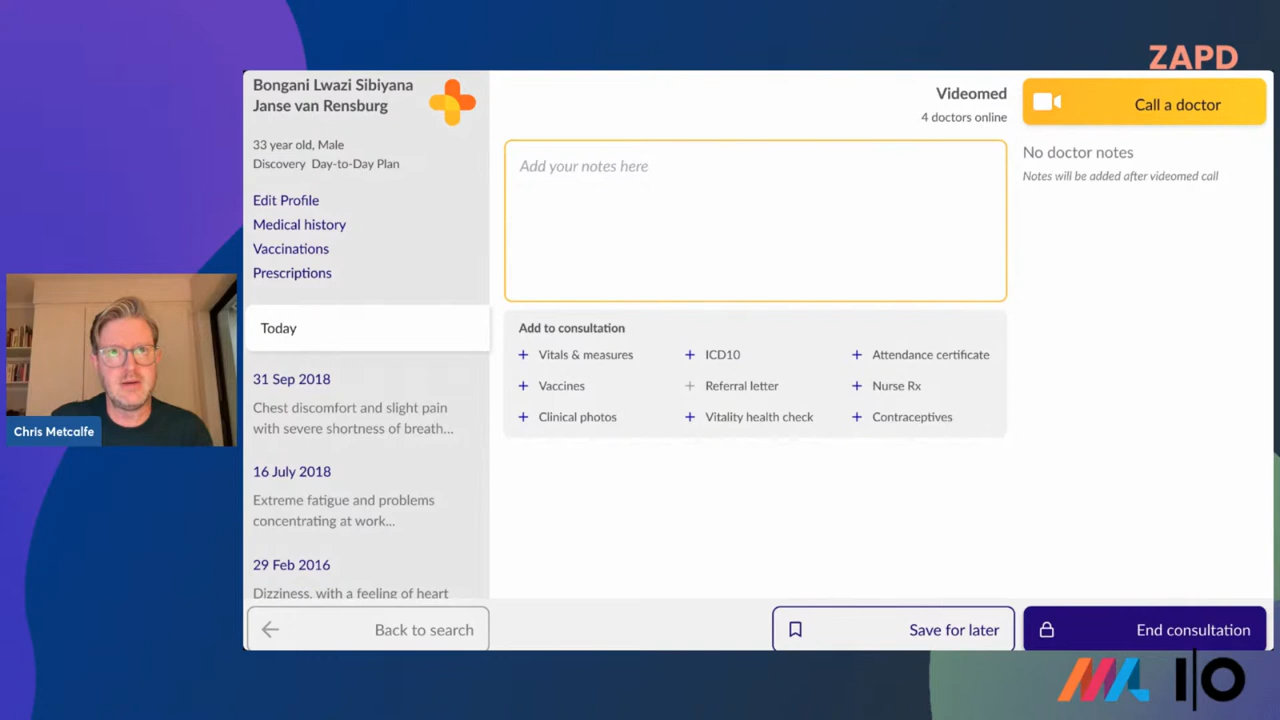 ZAPD
Bongani Lwazi Sibiyana
Janse van Rensburg
33 year old, Male
Discovery Day-to-Day Plan
Edit Profile
Medical history
Vaccinations
Prescriptions
Today
31 Sep 2018
Chest discomfort and slight pain
with severe shortness of breath...
16 July 2018
Extreme fatigue and problems
concentrating at work...
29 Feb 2016
Dizziness, with a feeling of heart
Back to search
Videomed
4 doctors online
Add your notes here
Add to consultation
+ Vitals & measures
+ ICD10
+ Attendance certificate
+ Vaccines
+ Referral letter
+ Nurse Rx
+ Clinical photos
+ Vitality health check
+ Contraceptives
Call a doctor
No doctor notes
Notes will be added after videomed call
Save for later
End consultation
Chris Metcalfe
I/O